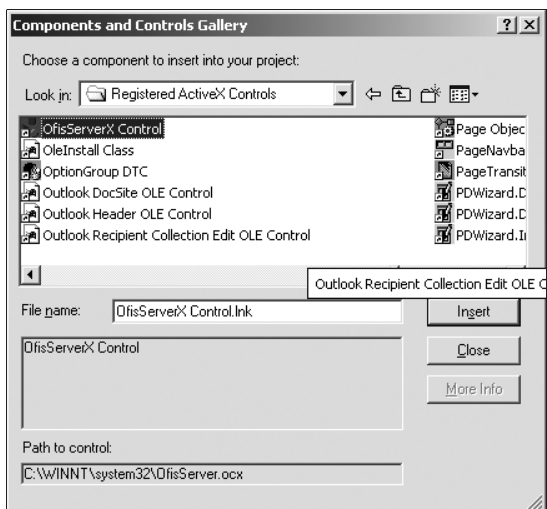 Components and Controls Gallery
Choose a component to insert into your project:
Look in: Registered ActiveX Controls
OfisServerX Control
OleInstall Class
OptionGroup DTC
Outlook DocSite OLE Control
Outlook Header OLE Control
Outlook Recipient Collection Edit OLE Control
Page Objec
PageNavba
PageTransit
PDWizard.D
PDWizard.D
PDWizard.In
Outlook Recipient Collection Edit OLE C
File name: OfisServerX Control.lnk
Insert
OfisServerX Control
Close
More Info
Path to control:
C:\WINNT\system32\OfisServer.ocx